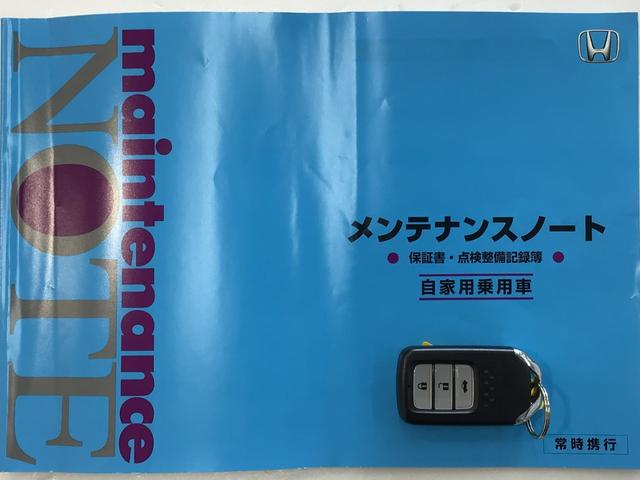 maintenance
NOTE
メンテナンスノート
● 保証書・点検整備記録簿 ●
自家用乗用車
常時携行